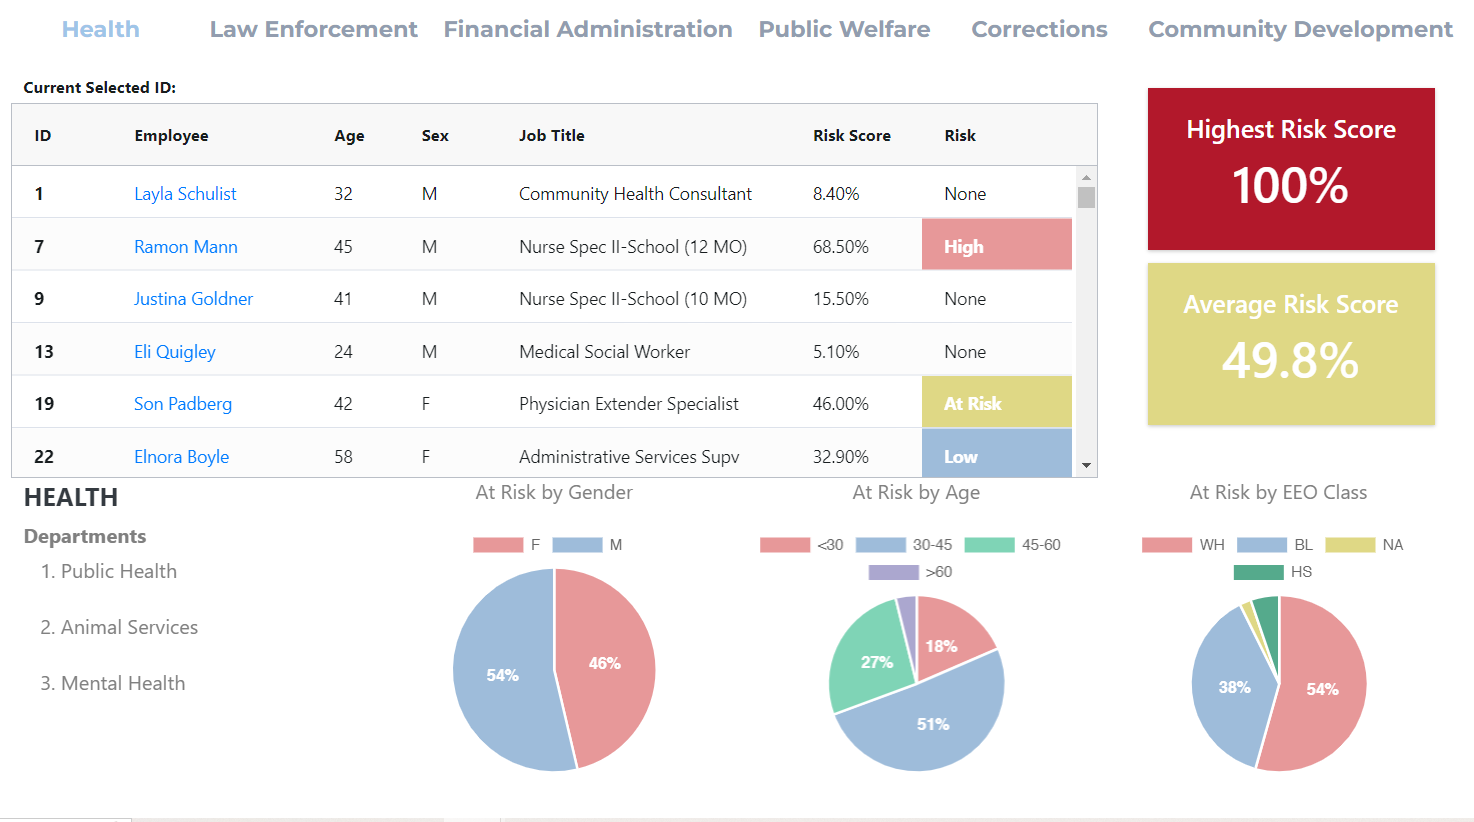 Health Law Enforcement Financial Administration Public Welfare Corrections Community Development
Current Selected ID:
ID Employee Age Sex Job Title Risk Score Risk
1 Layla Schulist 32 M Community Health Consultant 8.40% None
7 Ramon Mann 45 M Nurse Spec II-School (12 MO) 68.50% High
9 Justina Goldner 41 M Nurse Spec II-School (10 MO) 15.50% None
13 Eli Quigley 24 M Medical Social Worker 5.10% None
19 Son Padberg 42 F Physician Extender Specialist 46.00% At Risk
22 Elnora Boyle 58 F Administrative Services Supv 32.90% Low
Highest Risk Score
100%
Average Risk Score
49.8%
HEALTH
Departments
1. Public Health
2. Animal Services
3. Mental Health
At Risk by Gender
F M
54% 46%
At Risk by Age
<30 30-45 45-60
>60
18%
27%
51%
At Risk by EEO Class
WH BL NA
HS
38% 54%